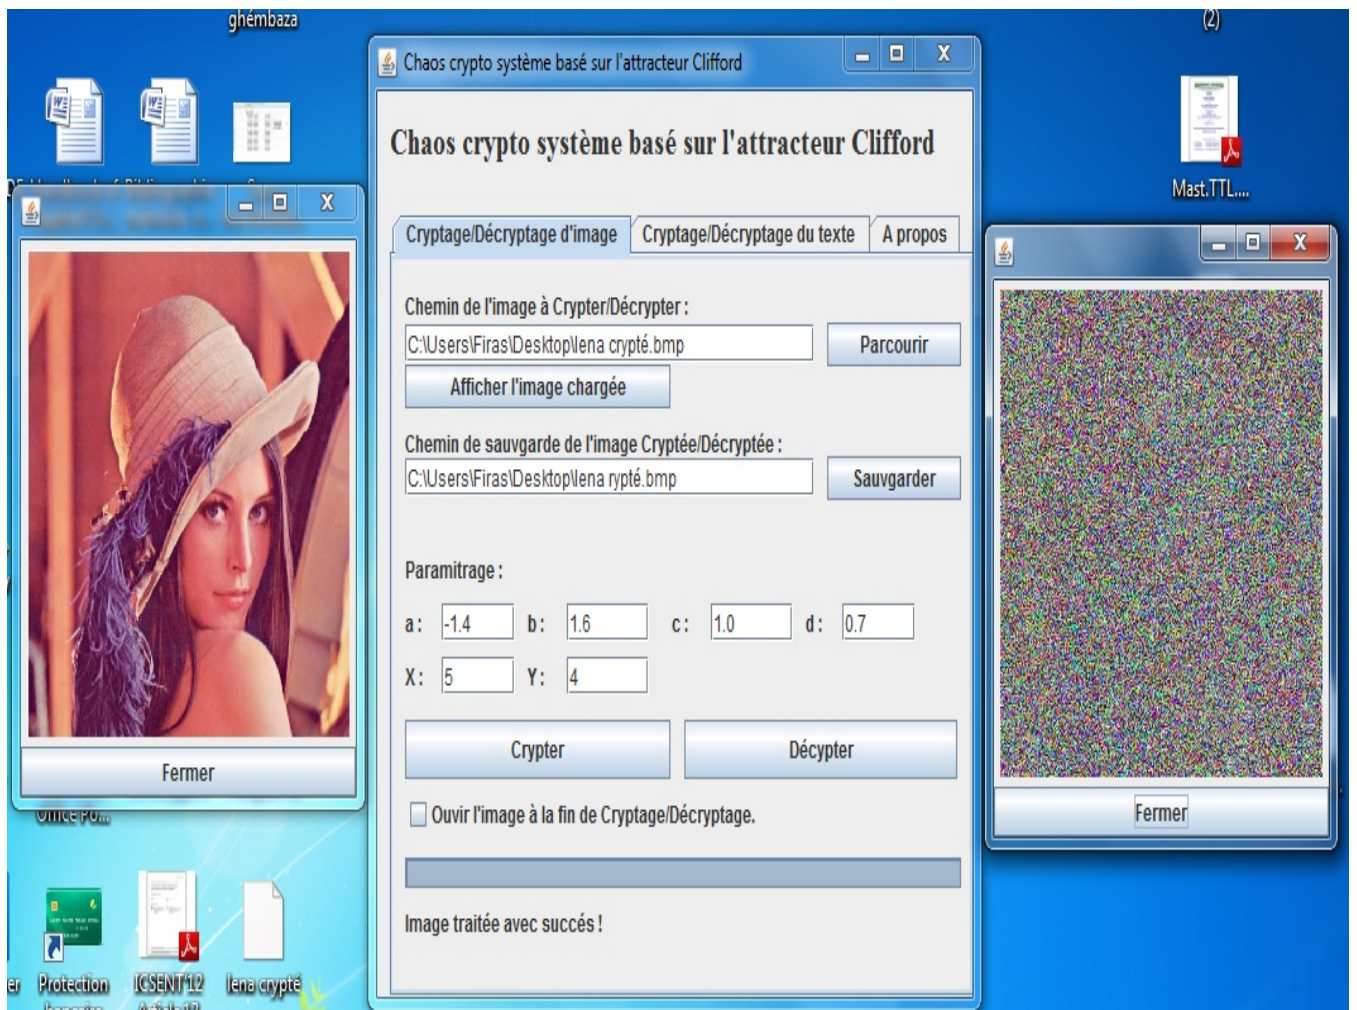 ghémbaza
(2)
Mast.TTL....
Chaos crypto système basé sur l'attracteur Clifford
Chaos crypto système basé sur l'attracteur Clifford
Cryptage/Décryptage d'image
Cryptage/Décryptage du texte
A propos
Chemin de l'image à Crypter/Décrypter :
C:\Users\Firas\Desktop\lena crypté.bmp
Parcourir
Afficher l'image chargée
Chemin de sauvgarde de l'image Cryptée/Décryptée :
C:\Users\Firas\Desktop\lena rypté.bmp
Sauvgarder
Paramitrage :
a : -1.4 b : 1.6 c : 1.0 d : 0.7
X : 5 Y : 4
Crypter
Décypter
Ouvir l'image à la fin de Cryptage/Décryptage.
Image traitée avec succés !
Fermer
Fermer
Office Po...
er
Protection
ICSENT'12
lena crypté